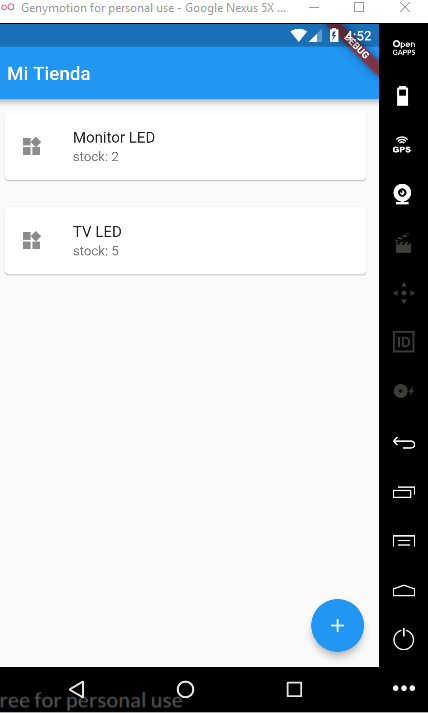 Genymotion for personal use - Google Nexus 5X ...
4:52
DEBUG
Mi Tienda
Open
GAPPS
Monitor LED
stock: 2
GPS
TV LED
stock: 5
ID
ree for personal use